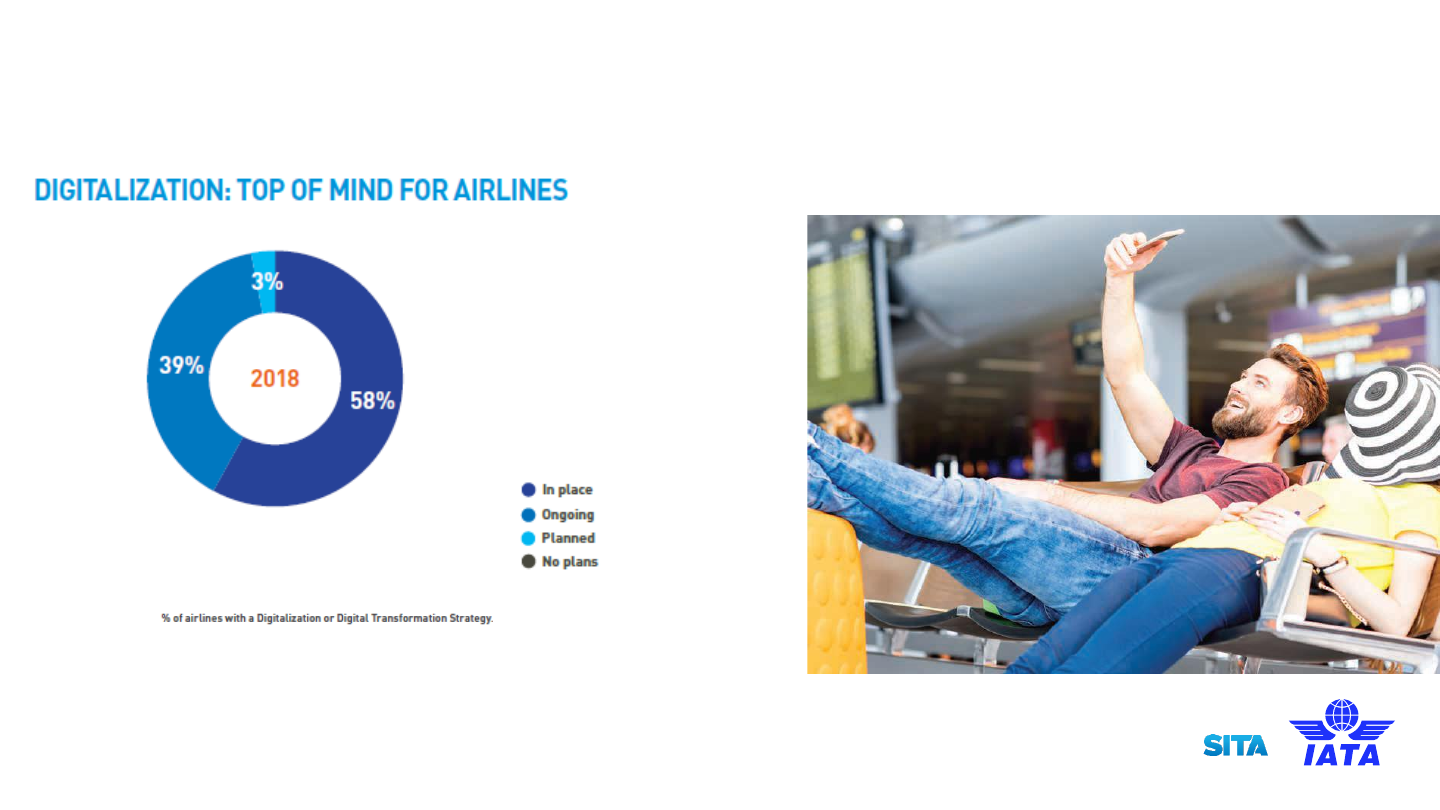 DIGITALIZATION: TOP OF MIND FOR AIRLINES
3%
39%
2018
58%
In place
Ongoing
Planned
No plans
% of airlines with a Digitalization or Digital Transformation Strategy.
SITA
IATA